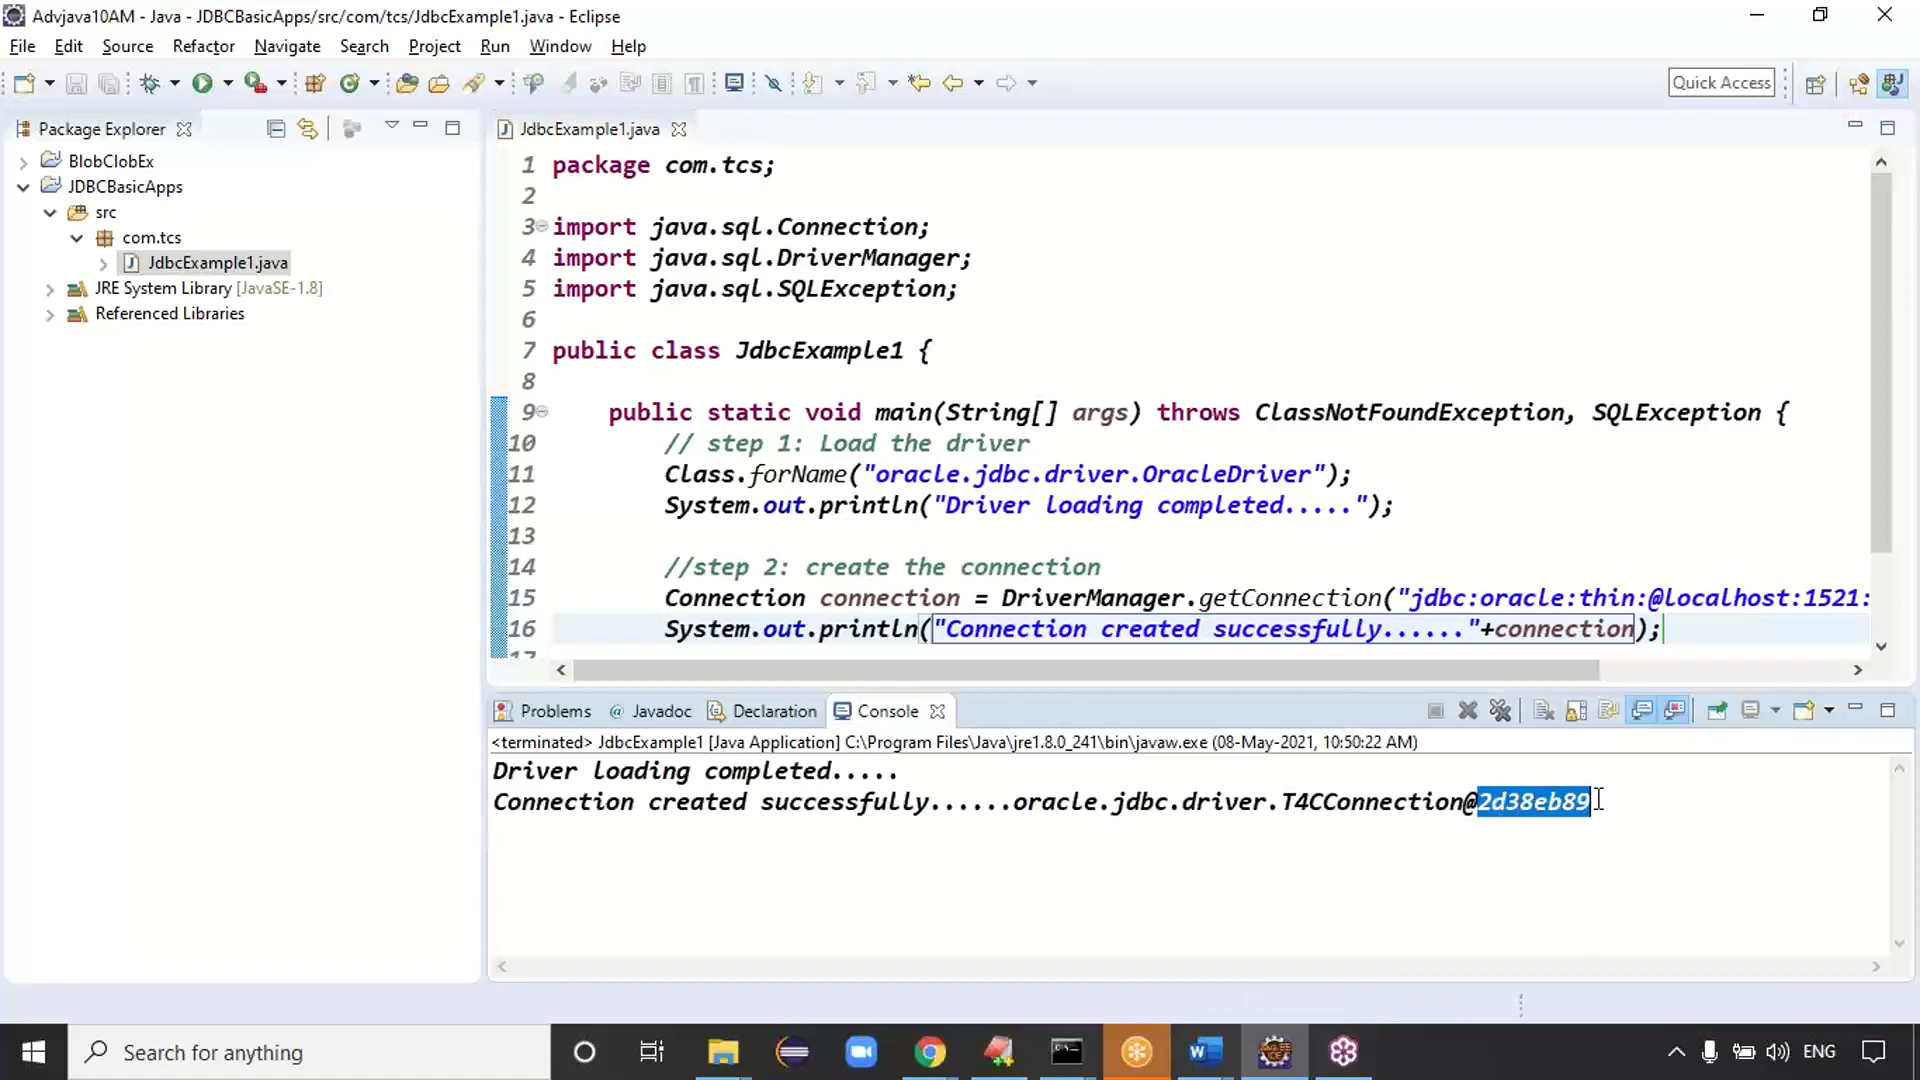 Advjava10AM - Java - JDBCBasicApps/src/com/tcs/JdbcExample1.java - Eclipse
File Edit Source Refactor Navigate Search Project Run Window Help
Quick Access
Package Explorer
BlobClobEx
JDBCBasicApps
src
com.tcs
JdbcExample1.java
JRE System Library [JavaSE-1.8]
Referenced Libraries
JdbcExample1.java
1 package com.tcs;
2
3 import java.sql.Connection;
4 import java.sql.DriverManager;
5 import java.sql.SQLException;
6
7 public class JdbcExample1 {
8
9 public static void main(String[] args) throws ClassNotFoundException, SQLException {
10 // step 1: Load the driver
11 Class.forName("oracle.jdbc.driver.OracleDriver");
12 System.out.println("Driver loading completed.....");
13
14 //step 2: create the connection
15 Connection connection = DriverManager.getConnection("jdbc:oracle:thin:@localhost:1521:
16 System.out.println("Connection created successfully......"+connection);
17
Problems @ Javadoc Declaration Console
<terminated> JdbcExample1 [Java Application] C:\Program Files\Java\jre1.8.0_241\bin\javaw.exe (08-May-2021, 10:50:22 AM)
Driver loading completed.....
Connection created successfully......oracle.jdbc.driver.T4CConnection@2d38eb89
Search for anything
ENG